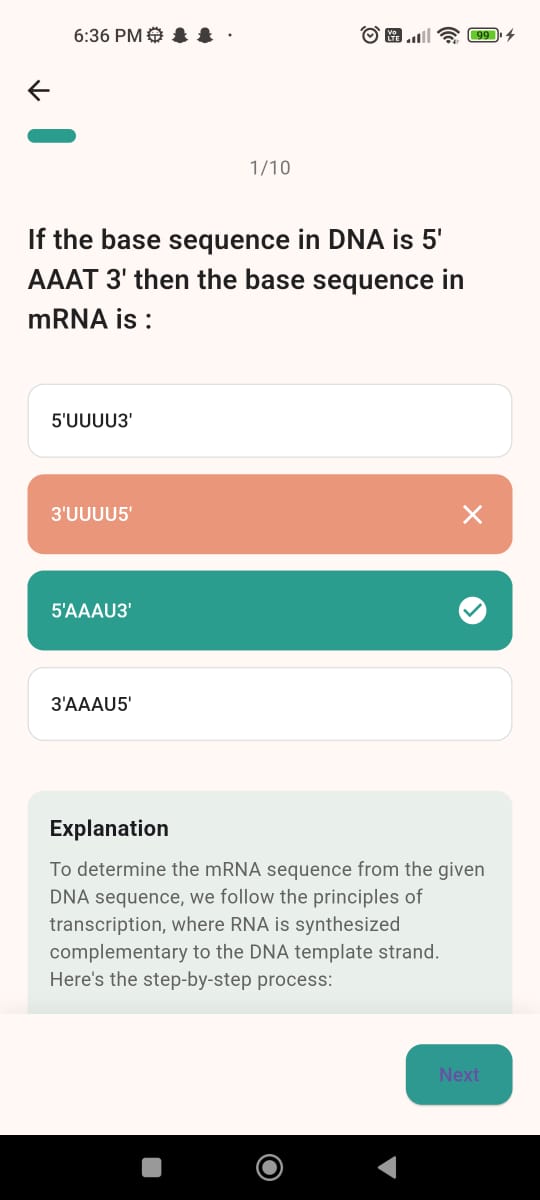 6:36 PM
Vo
LTE
99
1/10
If the base sequence in DNA is 5'
AAAT 3' then the base sequence in
mRNA is :
5'UUUU3'
3'UUUU5'
5'AAAU3'
3'AAAU5'
Explanation
To determine the mRNA sequence from the given
DNA sequence, we follow the principles of
transcription, where RNA is synthesized
complementary to the DNA template strand.
Here's the step-by-step process:
Next